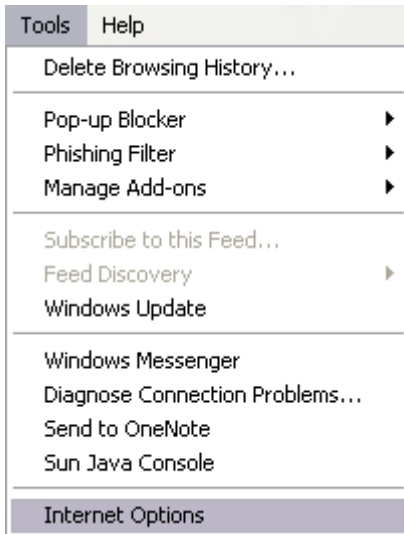 Tools Help
Delete Browsing History...
Pop-up Blocker
Phishing Filter
Manage Add-ons
Subscribe to this Feed...
Feed Discovery
Windows Update
Windows Messenger
Diagnose Connection Problems...
Send to OneNote
Sun Java Console
Internet Options